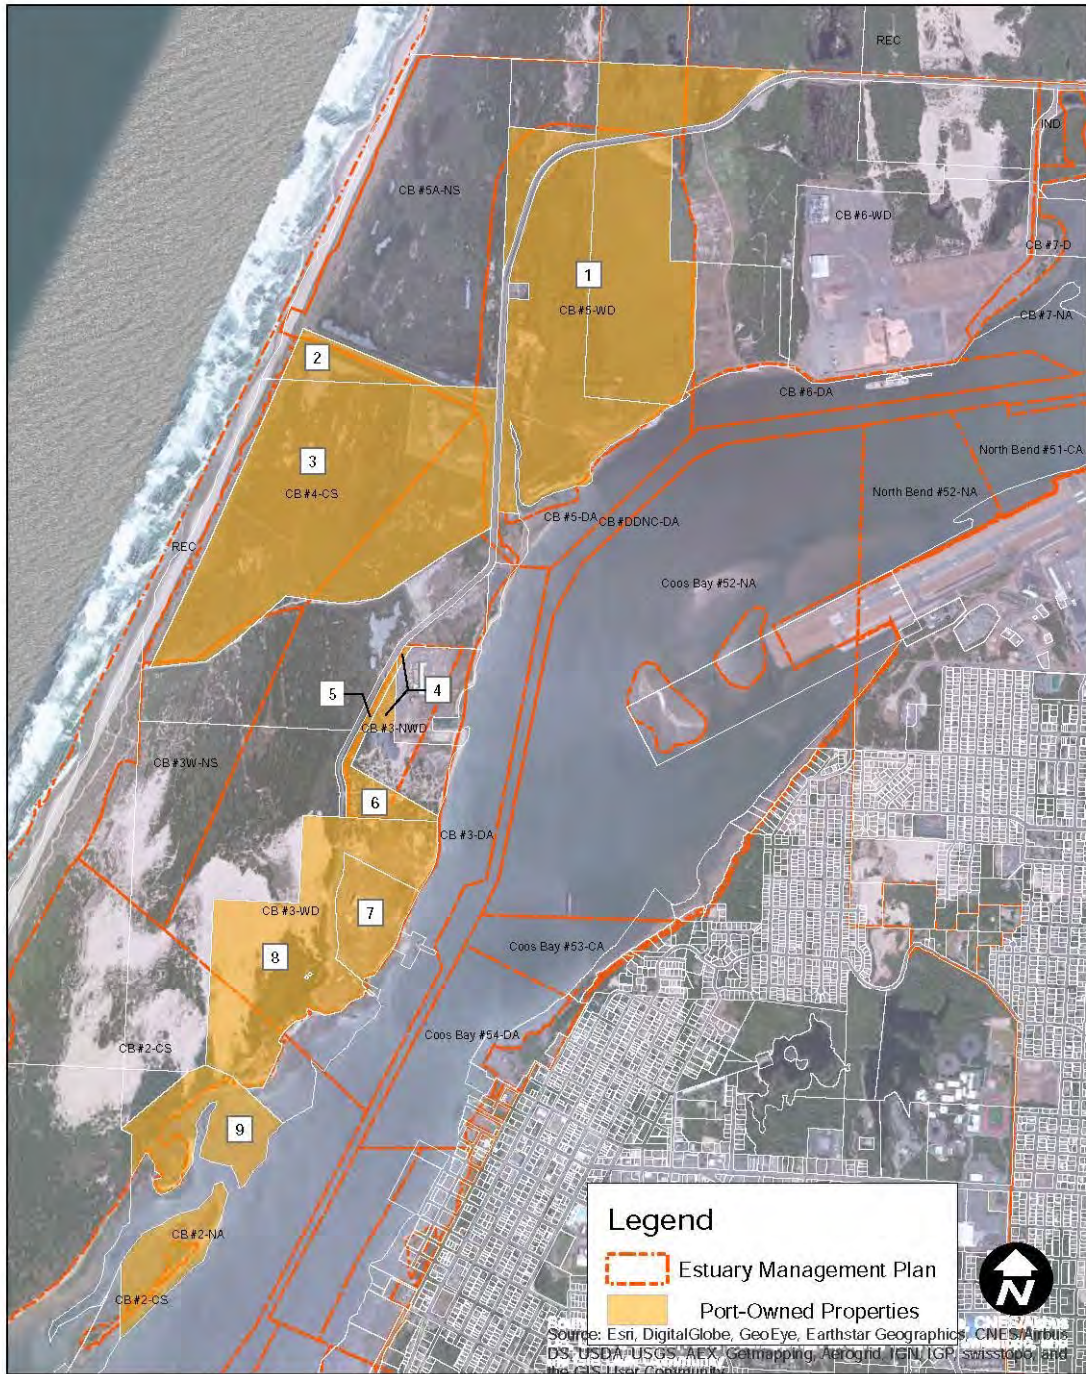 REC
IND
CB #5A-NS
CB #6-WD
CB #7-D
1
CB #5-WD
CB #7-NA
2
CB #6-DA
3
North Bend #51-CA
CB #4-CS
North Bend #52-NA
CB #5-DA
CB #DDNC-DA
REC
Coos Bay #52-NA
5
4
CB #3-NWD
CB #3W-NS
6
CB #3-DA
CB #3-WD
7
Coos Bay #53-CA
8
Coos Bay #54-DA
CB #2-CS
9
CB #2-NA
CB #2-CS
Legend
Estuary Management Plan
Port-Owned Properties
N
Source: Esri, DigitalGlobe, GeoEye, Earthstar Geographics, CNES/Airbus
DS, USDA, USGS, AEX, Getmapping, Aerogrid, IGN, IGP, swisstopo, and
the GIS User Community